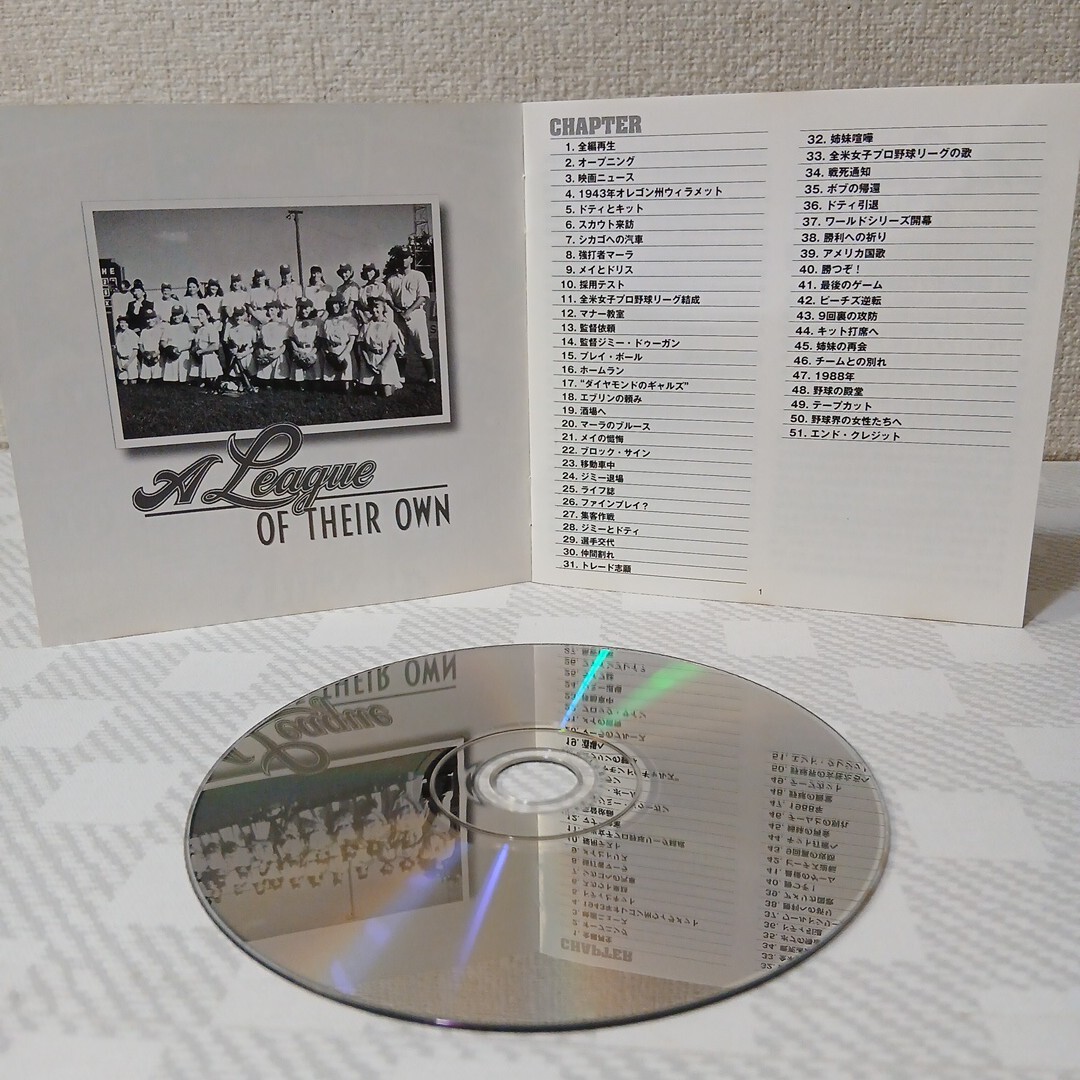 A League
OF THEIR OWN
CHAPTER
1. 全編再生
2. オープニング
3. 映画ニュース
4. 1943年オレゴン州ウィラメット
5. ドティとキット
6. スカウト来訪
7. シカゴへの汽車
8. 強打者マーラ
9. メイとドリス
10. 採用テスト
11. 全米女子プロ野球リーグ結成
12. マナー教室
13. 監督依頼
14. 監督ジミー・ドゥーガン
15. プレイ・ボール
16. ホームラン
17. “ダイヤモンドのギャルズ”
18. エブリンの頼み
19. 酒場へ
20. マーラのブルース
21. メイの懺悔
22. ブロック・サイン
23. 移動車中
24. ジミー退場
25. ライフ誌
26. ファインプレイ?
27. 集客作戦
28. ジミーとドティ
29. 選手交代
30. 仲間割れ
31. トレード志願
32. 姉妹喧嘩
33. 全米女子プロ野球リーグの歌
34. 戦死通知
35. ボブの帰還
36. ドティ引退
37. ワールドシリーズ開幕
38. 勝利への祈り
39. アメリカ国歌
40. 勝つぞ!
41. 最後のゲーム
42. ピーチズ逆転
43. 9回裏の攻防
44. キット打席へ
45. 姉妹の再会
46. チームとの別れ
47. 1988年
48. 野球の殿堂
49. テープカット
50. 野球界の女性たちへ
51. エンド・クレジット
1